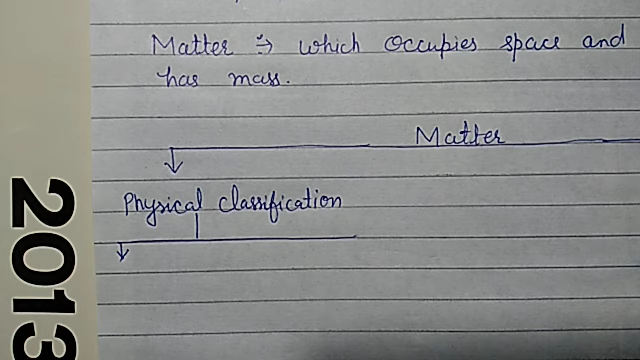 Matter :→ which occupies space and
has mass.
Matter
Physical classification
2013